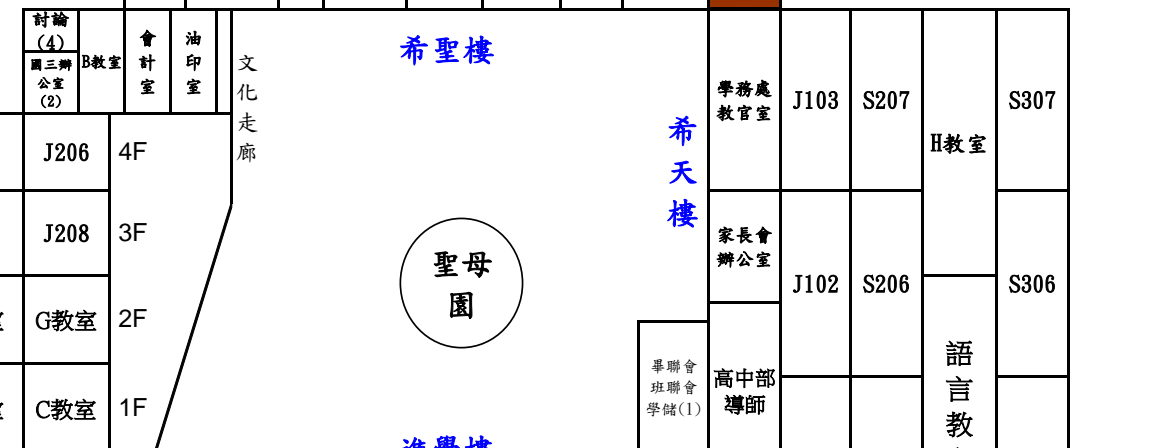 討論
(4)
國三辦
公室
(2)
B教室
會
計
室
油
印
室
文
化
走
廊
希聖樓
希
天
樓
學務處
教官室
J103
S207
H教室
S307
J206
4F
J208
3F
G教室
2F
C教室
1F
聖母
園
家長會
辦公室
J102
S206
S306
畢聯會
班聯會
學儲(1)
高中部
導師
語
言
教
進學樓